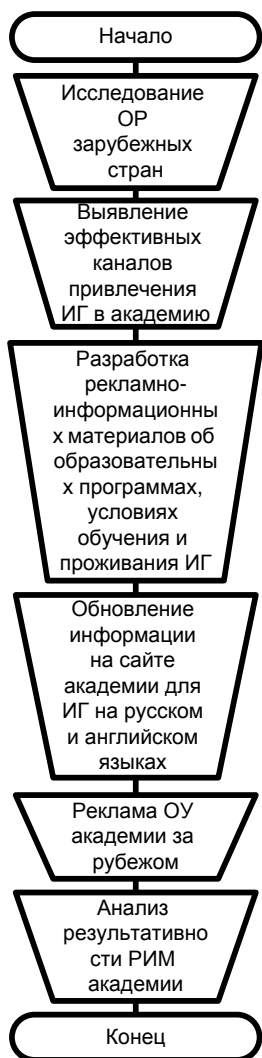 Начало
Исследование
ОР
зарубежных
стран
Выявление
эффективных
каналов
привлечения
ИГ в академию
Разработка
рекламно-
информационны
х материалов об
образовательны
х программах,
условиях
обучения и
проживания ИГ
Обновление
информации
на сайте
академии для
ИГ на русском
и английском
языках
Реклама ОУ
академии за
рубежом
Анализ
результативно
сти РИМ
академии
Конец